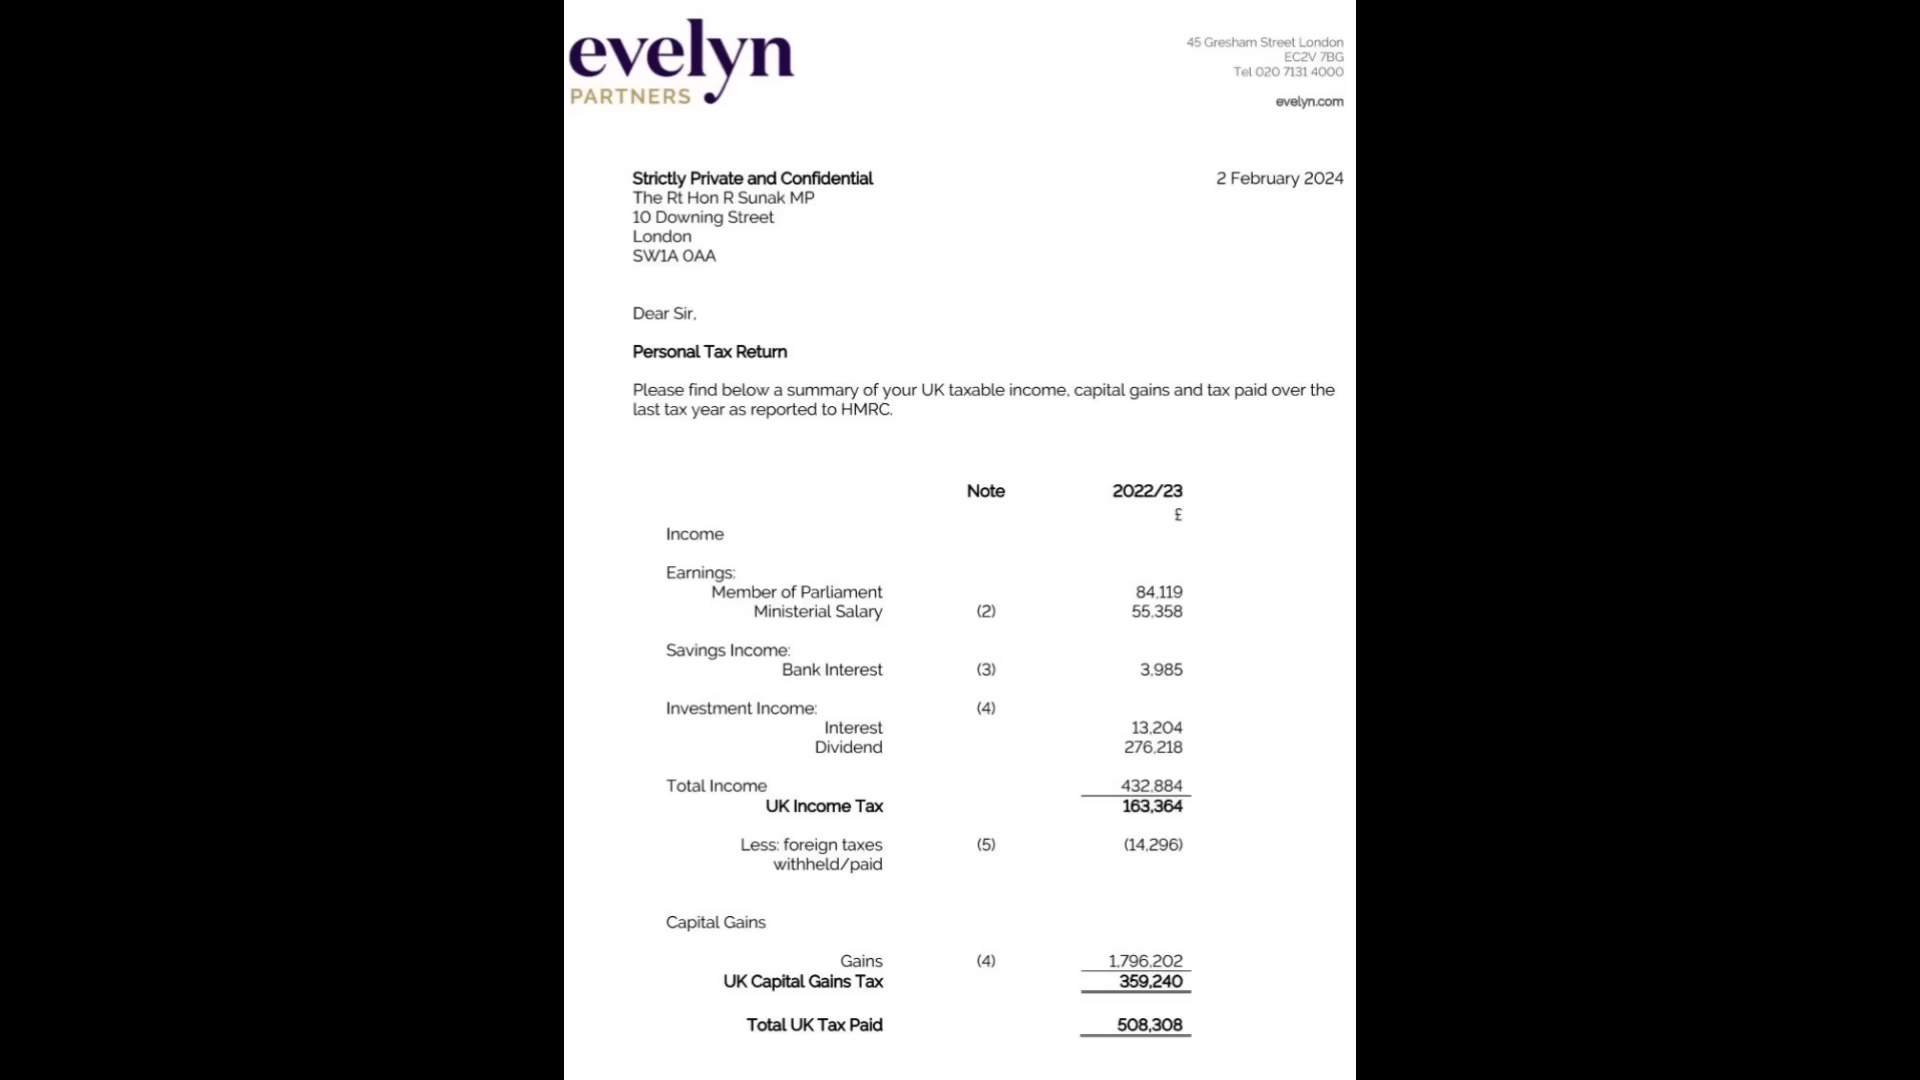 evelyn
PARTNERS
45 Gresham Street London
EC2V 7BG
Tel 020 7131 4000
evelyn.com
Strictly Private and Confidential
2 February 2024
The Rt Hon R Sunak MP
10 Downing Street
London
SW1A 0AA
Dear Sir,
Personal Tax Return
Please find below a summary of your UK taxable income, capital gains and tax paid over the
last tax year as reported to HMRC.
Note 2022/23
£
Income
Earnings:
Member of Parliament 84,119
Ministerial Salary (2) 55,358
Savings Income:
Bank Interest (3) 3,985
Investment Income: (4)
Interest 13,204
Dividend 276,218
Total Income 432,884
UK Income Tax 163,364
Less: foreign taxes (5) (14,296)
withheld/paid
Capital Gains
Gains (4) 1,796,202
UK Capital Gains Tax 359,240
Total UK Tax Paid 508,308